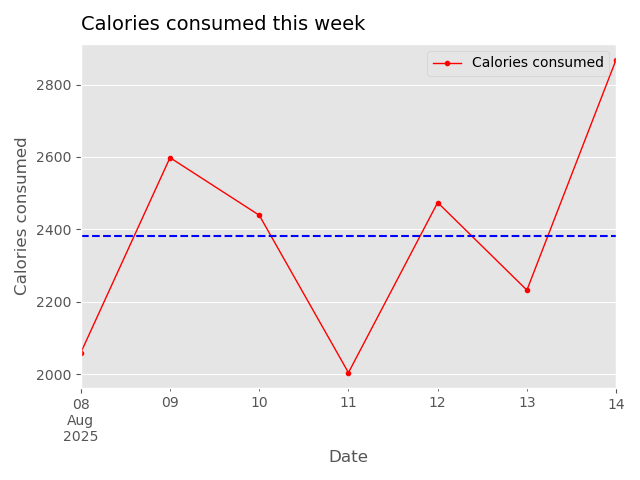 Calories consumed this week
Calories consumed
2800
2600
2400
2200
2000
Calories consumed
08
Aug
2025
09
10
11
12
13
14
Date